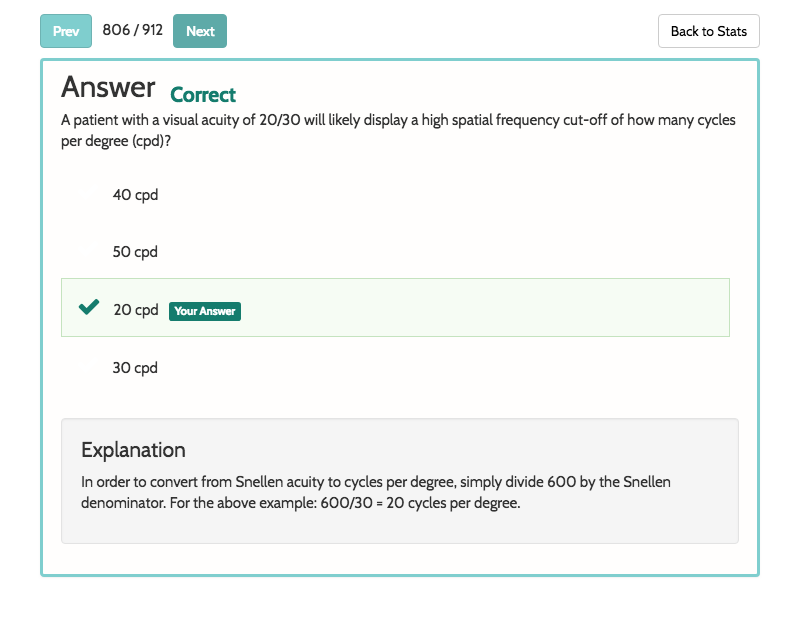 Prev 806 / 912 Next Back to Stats
Answer Correct
A patient with a visual acuity of 20/30 will likely display a high spatial frequency cut-off of how many cycles
per degree (cpd)?
40 cpd
50 cpd
20 cpd Your Answer
30 cpd
Explanation
In order to convert from Snellen acuity to cycles per degree, simply divide 600 by the Snellen
denominator. For the above example: 600/30 = 20 cycles per degree.